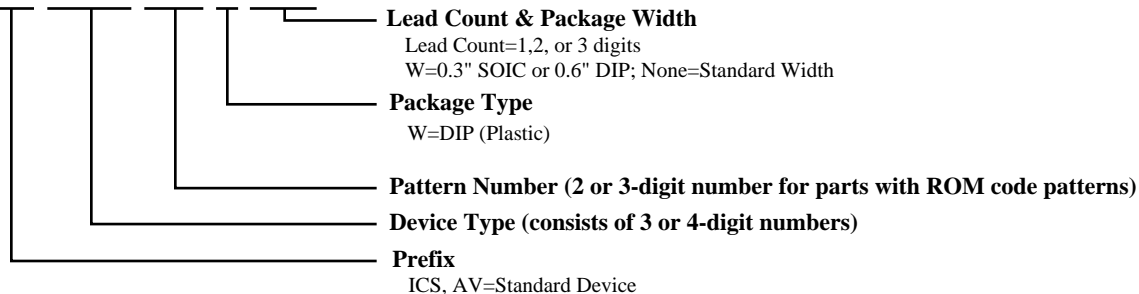 Lead Count & Package Width
Lead Count=1,2, or 3 digits
W=0.3" SOIC or 0.6" DIP; None=Standard Width
Package Type
W=DIP (Plastic)
Pattern Number (2 or 3-digit number for parts with ROM code patterns)
Device Type (consists of 3 or 4-digit numbers)
Prefix
ICS, AV=Standard Device